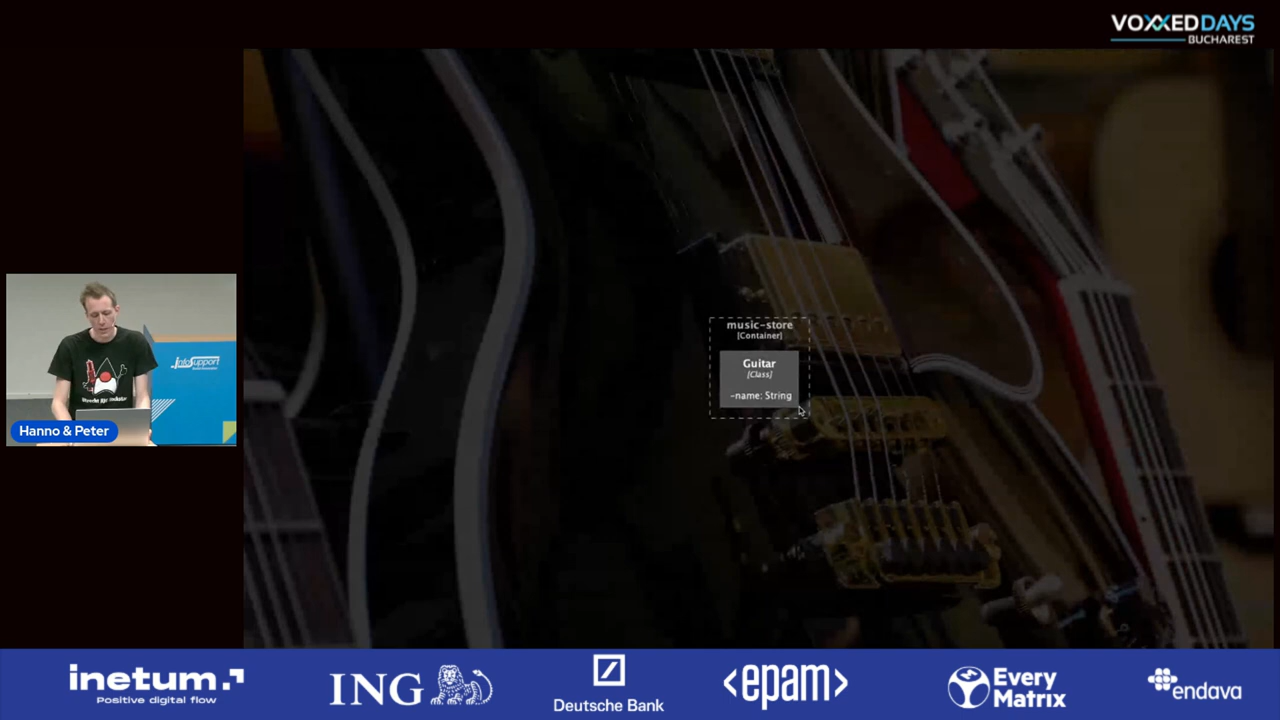 VOXXEDDAYS
BUCHAREST
music-store
[Container]
Guitar
[Class]
-name: String
infoSupport
Hanno & Peter
inetum.
Positive digital flow
ING
Deutsche Bank
<epam>
Every
Matrix
endava